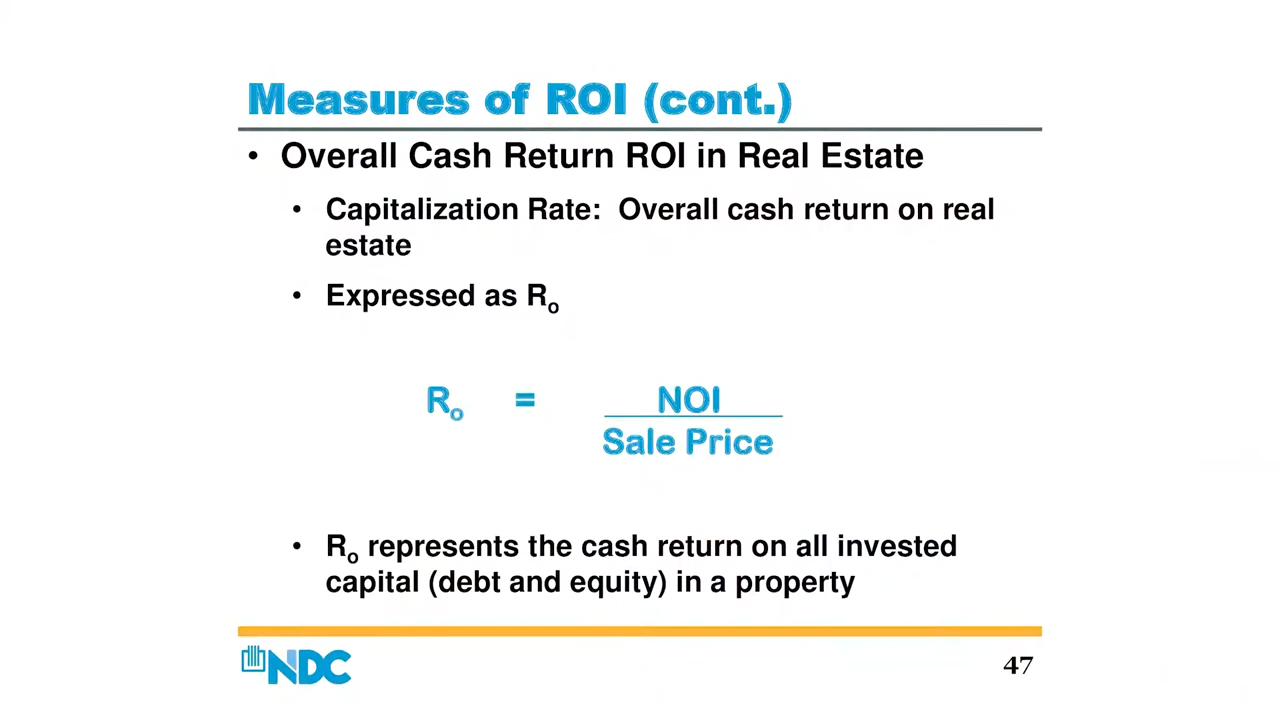 Measures of ROI (cont.)
• Overall Cash Return ROI in Real Estate
• Capitalization Rate: Overall cash return on real
estate
• Expressed as Ro
Ro = NOI
Sale Price
• Ro represents the cash return on all invested
capital (debt and equity) in a property
NDC
47